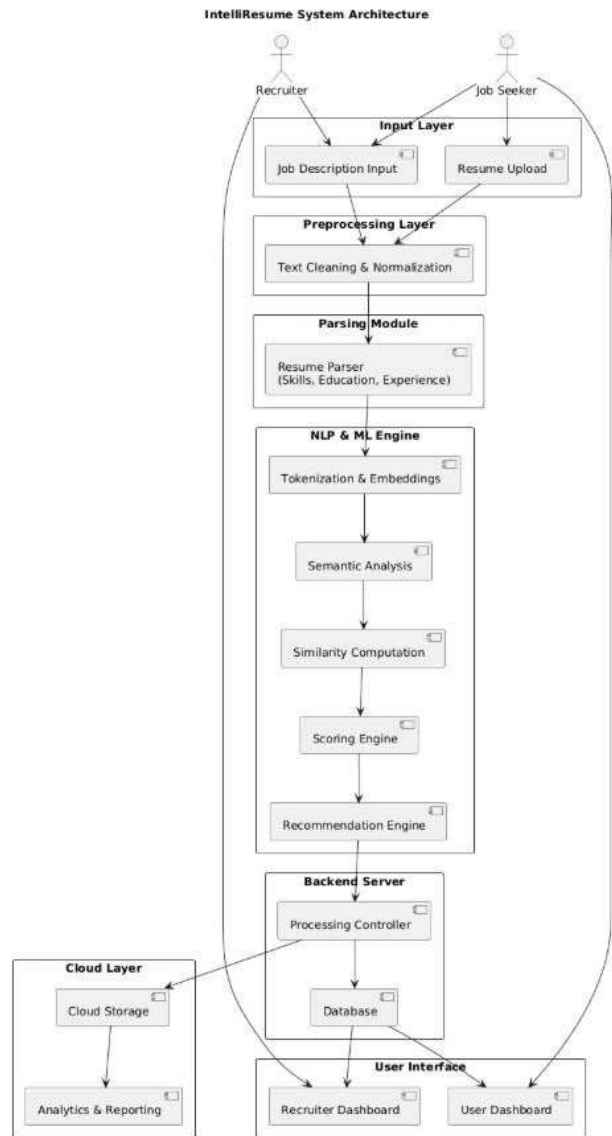 IntelliResume System Architecture
Recruiter
Job Seeker
Input Layer
Job Description Input
Resume Upload
Preprocessing Layer
Text Cleaning & Normalization
Parsing Module
Resume Parser
(Skills, Education, Experience)
NLP & ML Engine
Tokenization & Embeddings
Semantic Analysis
Similarity Computation
Scoring Engine
Recommendation Engine
Backend Server
Processing Controller
Cloud Layer
Cloud Storage
Database
User Interface
Analytics & Reporting
Recruiter Dashboard
User Dashboard